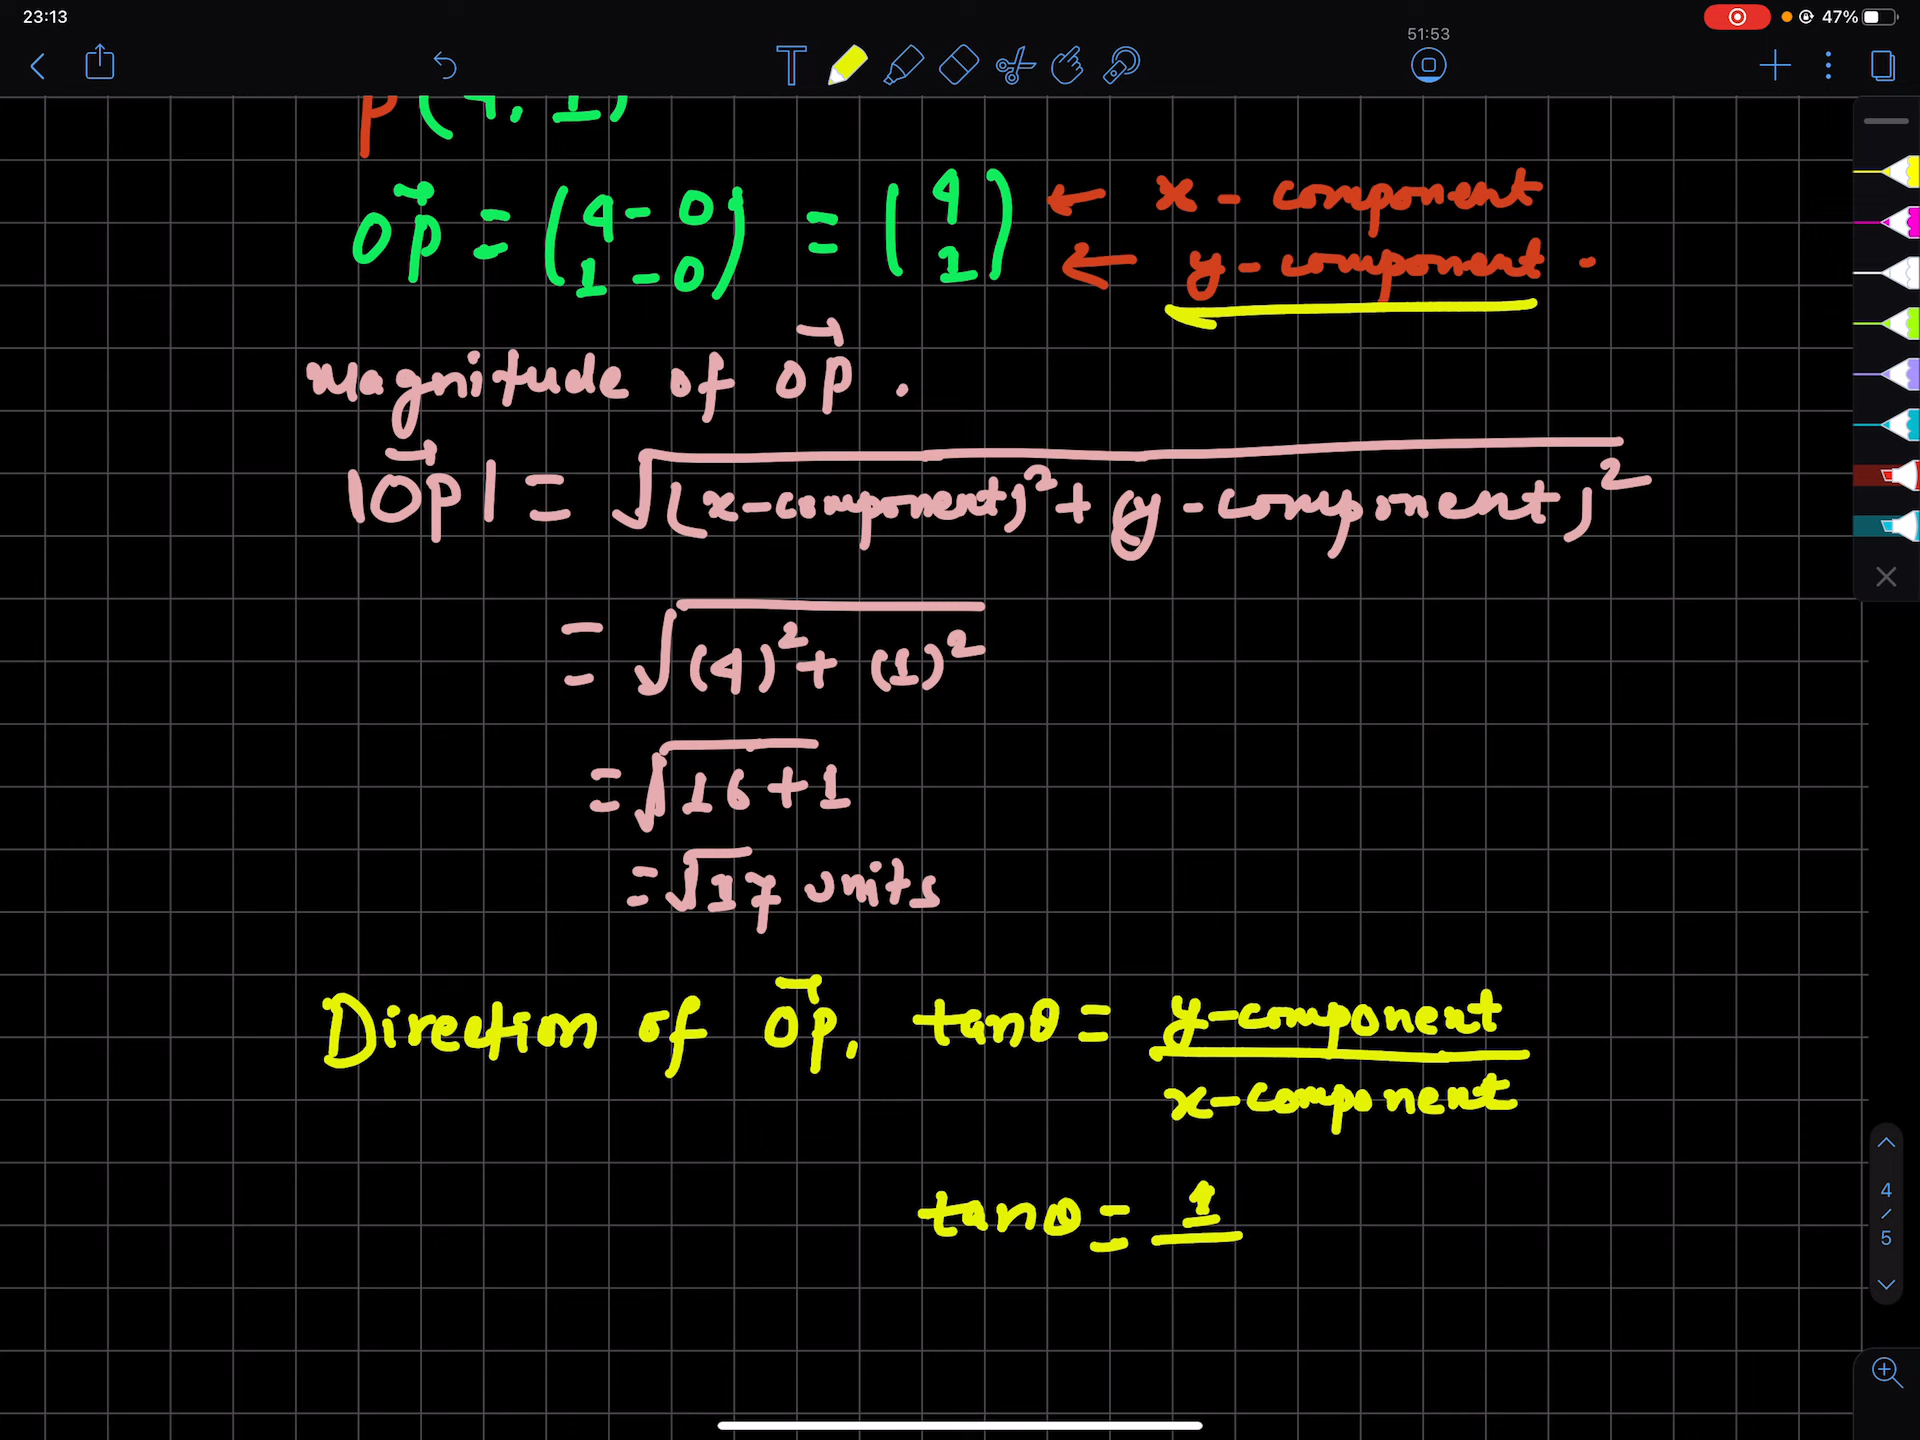 23:13
47%
51:53
P (4, 1)
OP⃗ = (4 - 0 / 1 - 0) = (4 / 1) ← x - component
← y - component .
Magnitude of OP⃗ .
|OP⃗| = √(x-component)² + (y-component)²
= √(4)² + (1)²
= √16+1
= √17 units
Direction of OP⃗, tanθ = y-component / x-component
tanθ = 1
4 / 5